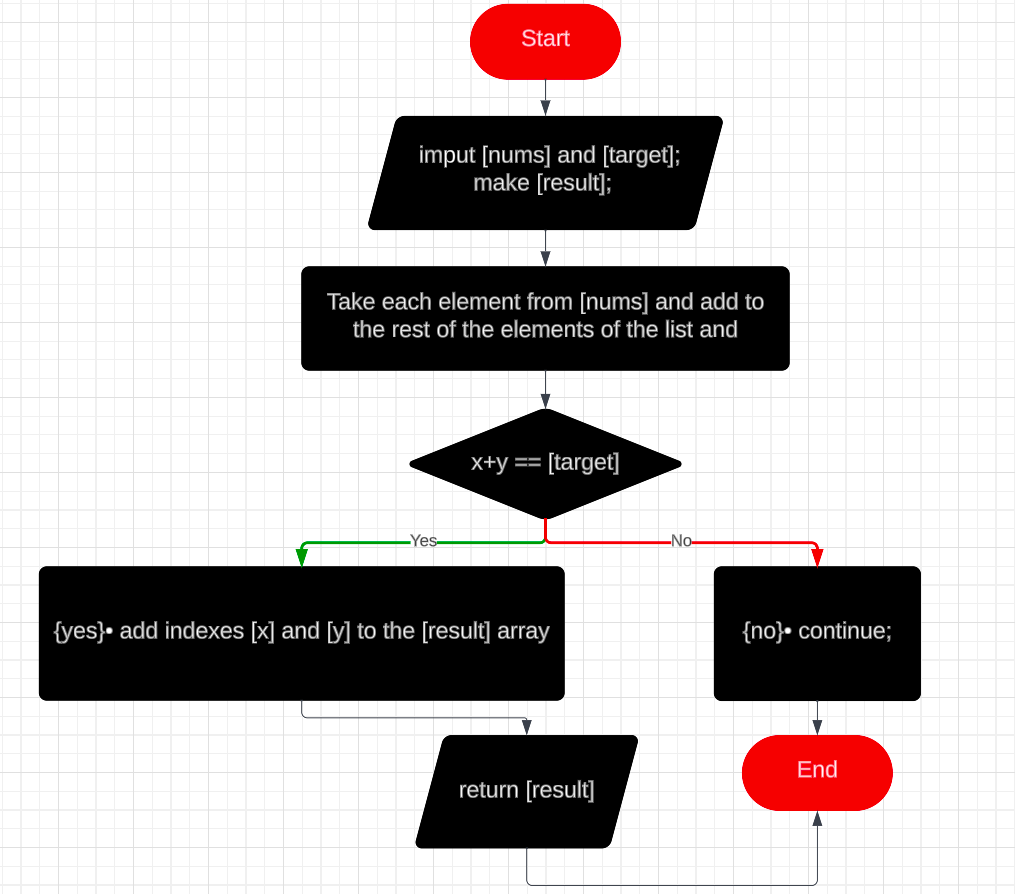 Start
imput [nums] and [target];
make [result];
Take each element from [nums] and add to
the rest of the elements of the list and
x+y == [target]
Yes
No
{yes}• add indexes [x] and [y] to the [result] array
{no}• continue;
return [result]
End